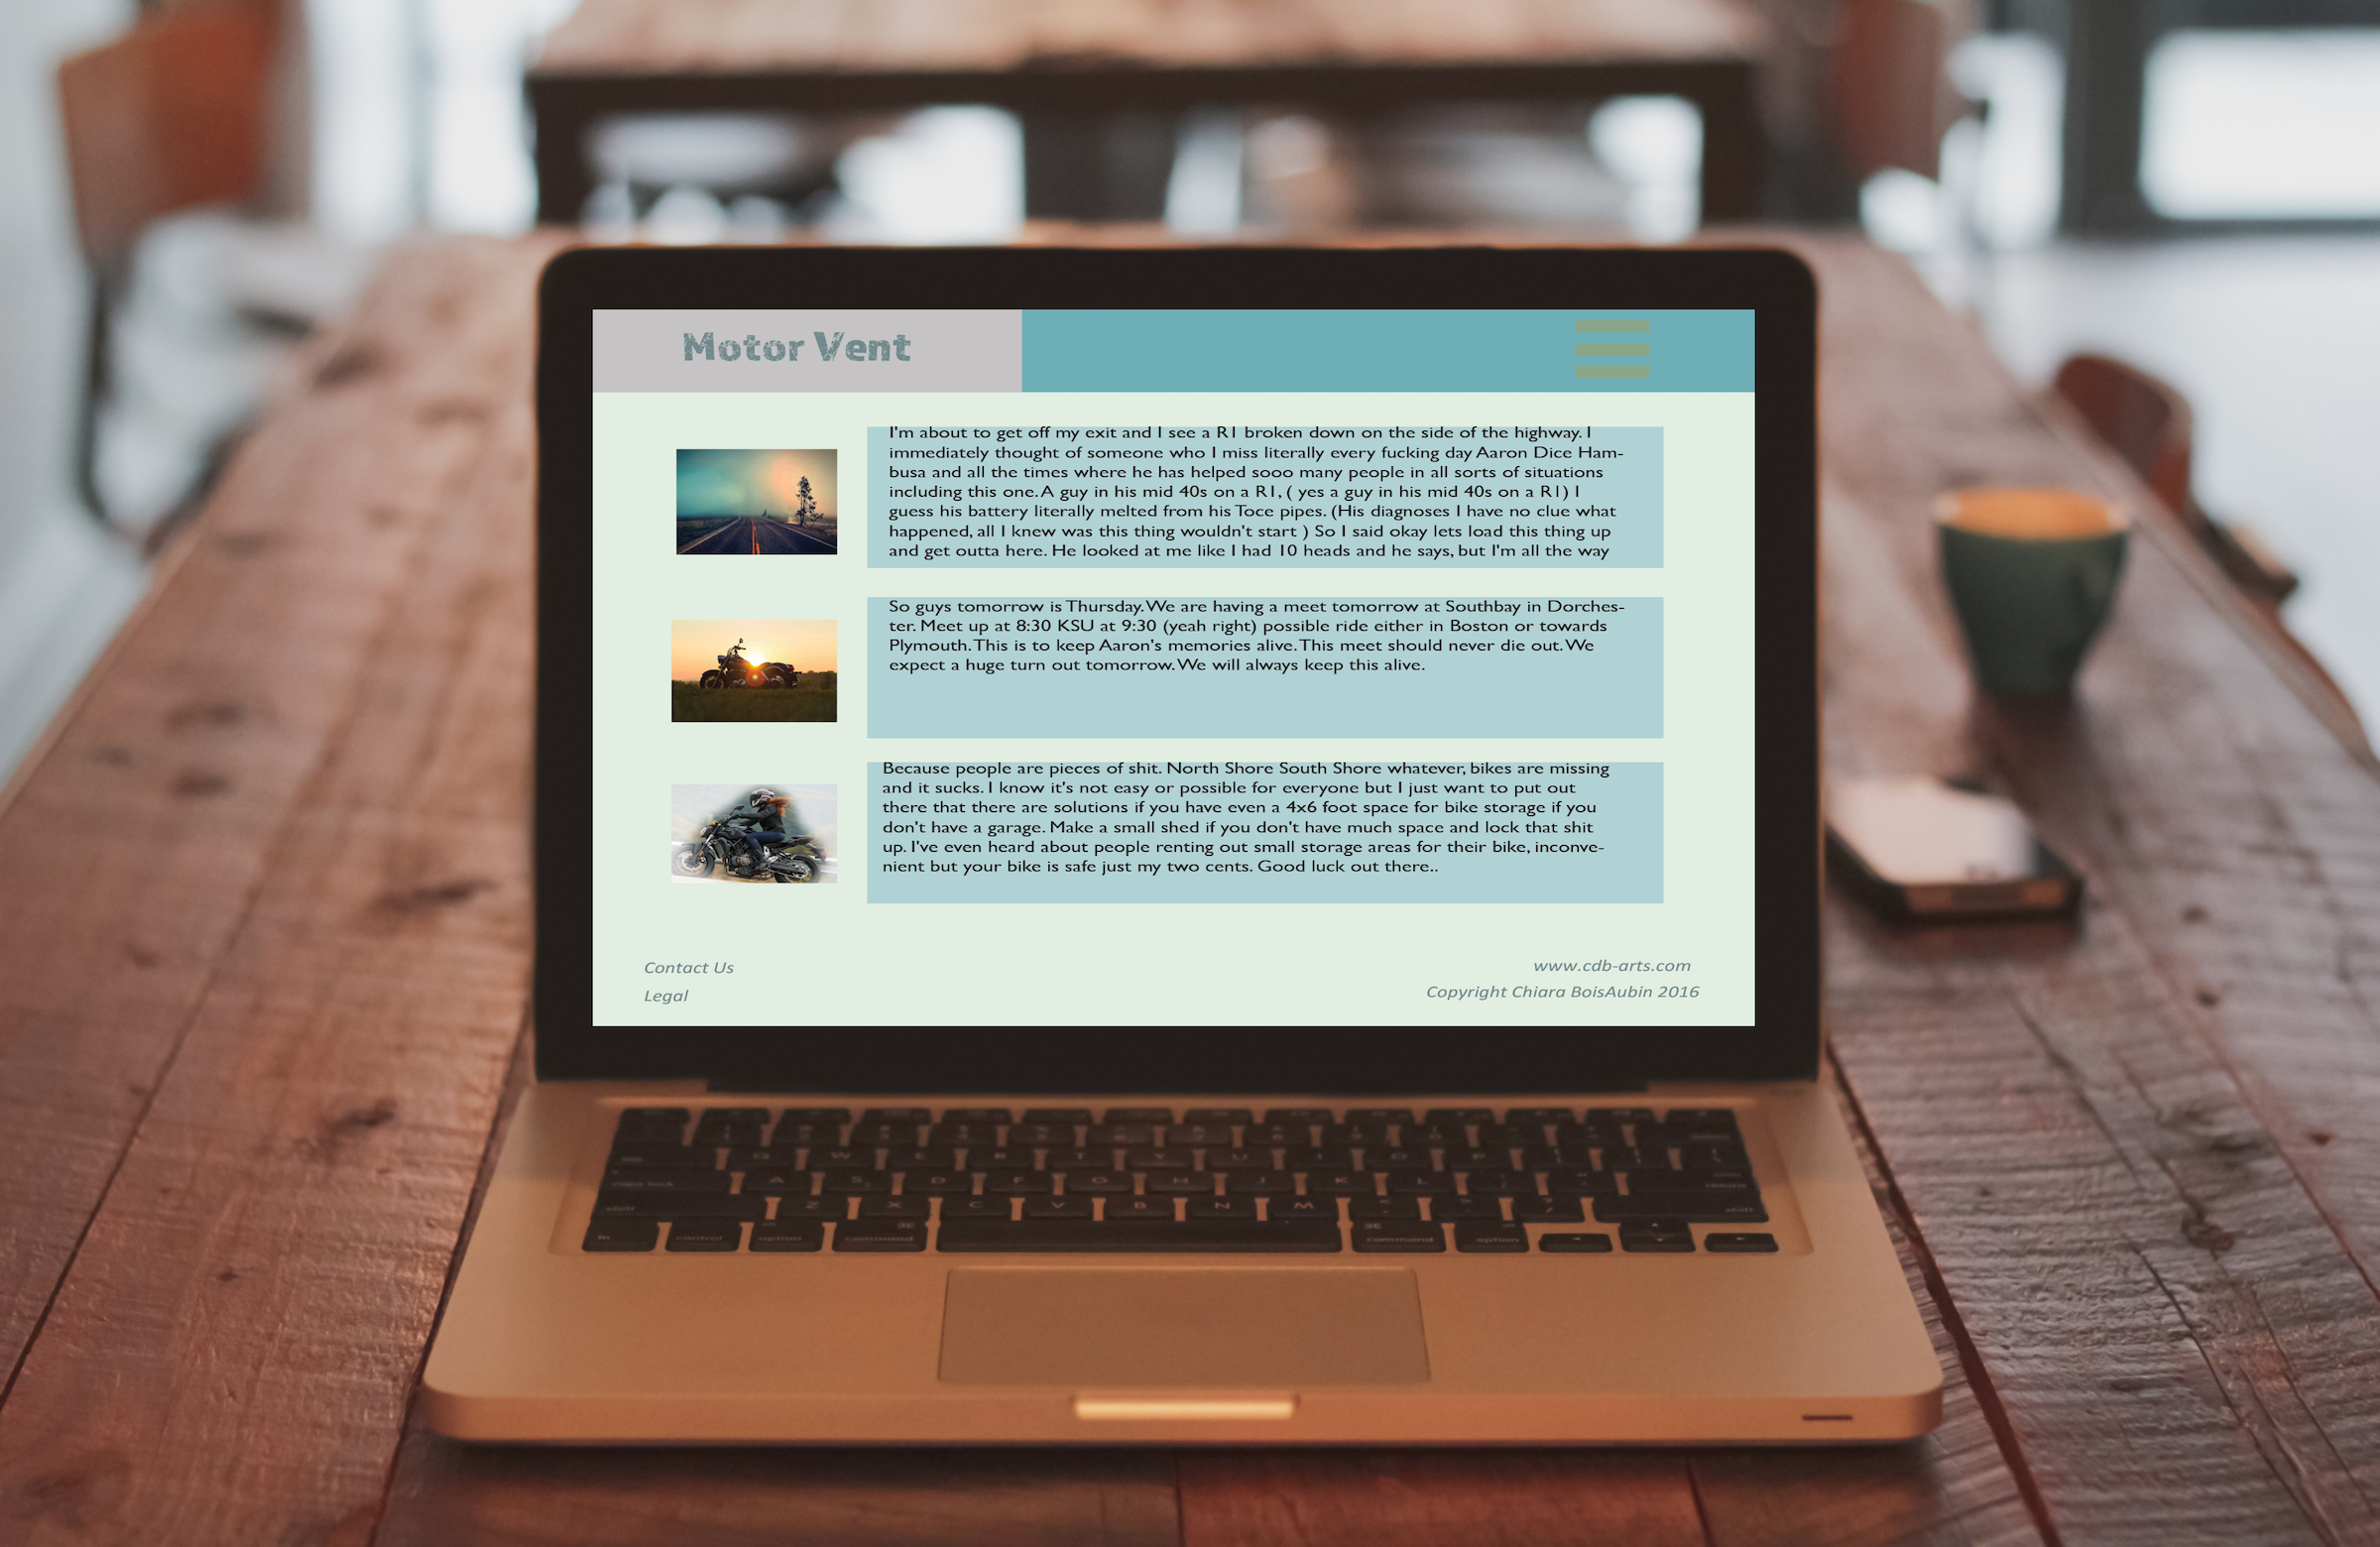 Motor Vent
I'm about to get off my exit and I see a R1 broken down on the side of the highway. I
immediately thought of someone who I miss literally every fucking day Aaron Dice Ham-
busa and all the times where he has helped sooo many people in all sorts of situations
including this one. A guy in his mid 40s on a R1, ( yes a guy in his mid 40s on a R1) I
guess his battery literally melted from his Toce pipes. (His diagnoses I have no clue what
happened, all I knew was this thing wouldn't start ) So I said okay lets load this thing up
and get outta here. He looked at me like I had 10 heads and he says, but I'm all the way
So guys tomorrow is Thursday. We are having a meet tomorrow at Southbay in Dorches-
ter. Meet up at 8:30 KSU at 9:30 (yeah right) possible ride either in Boston or towards
Plymouth. This is to keep Aaron's memories alive. This meet should never die out. We
expect a huge turn out tomorrow. We will always keep this alive.
Because people are pieces of shit. North Shore South Shore whatever, bikes are missing
and it sucks. I know it's not easy or possible for everyone but I just want to put out
there that there are solutions if you have even a 4x6 foot space for bike storage if you
don't have a garage. Make a small shed if you don't have much space and lock that shit
up. I've even heard about people renting out small storage areas for their bike, inconve-
nient but your bike is safe just my two cents. Good luck out there..
Contact Us
Legal
www.cdb-arts.com
Copyright Chiara BoisAubin 2016
Q W E R T Y U I O P
A S D F G H J K L
Z X C V B N M
fn control option command command option